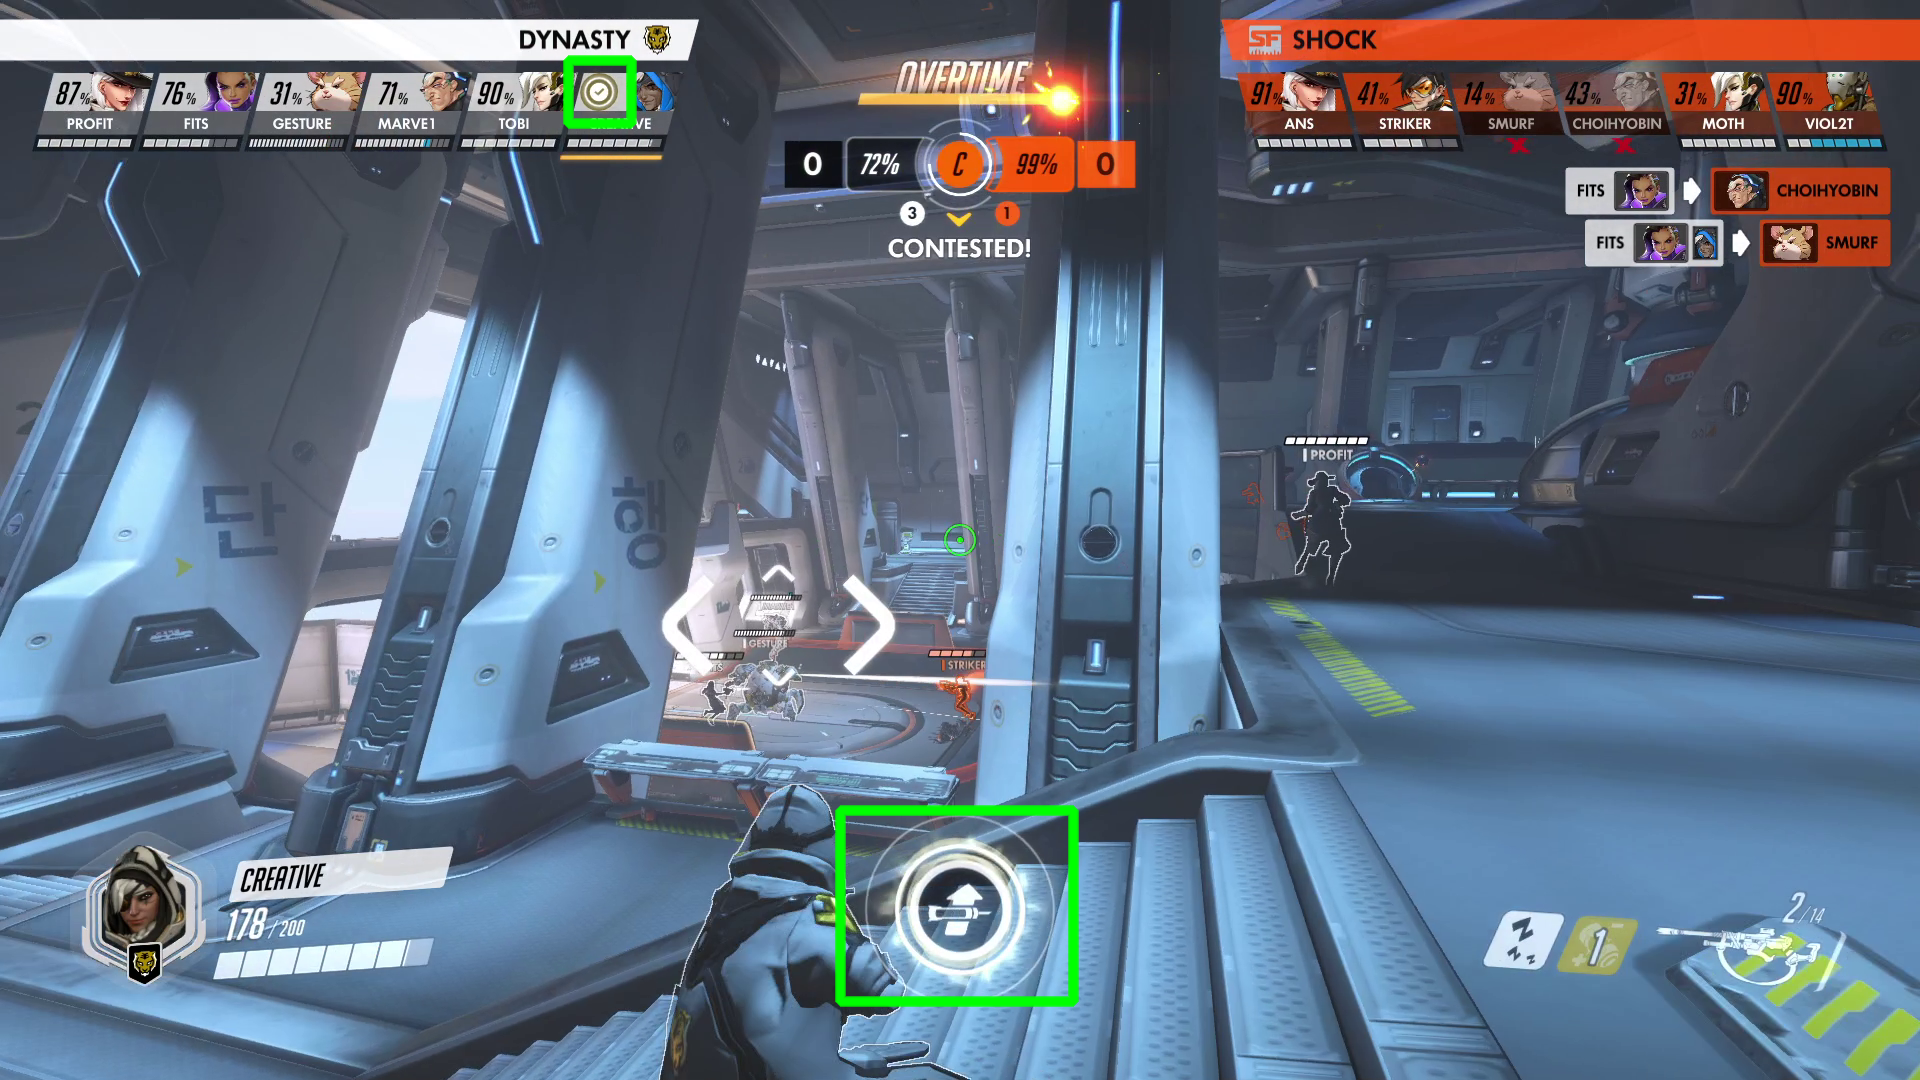 DYNASTY
SF SHOCK
87% 76% 31% 71% 90%
PROFIT FITS GESTURE MARVE1 TOBI CREATIVE
OVERTIME
91% 41% 14% 43% 31% 90%
ANS STRIKER SMURF CHOIHYOBIN MOTH VIOL2T
0 72% C 99% 0
3 1
CONTESTED!
FITS CHOIHYOBIN
FITS SMURF
PROFIT
단
행
GESTURE
STRIKER
CREATIVE
178/200
1
2/14